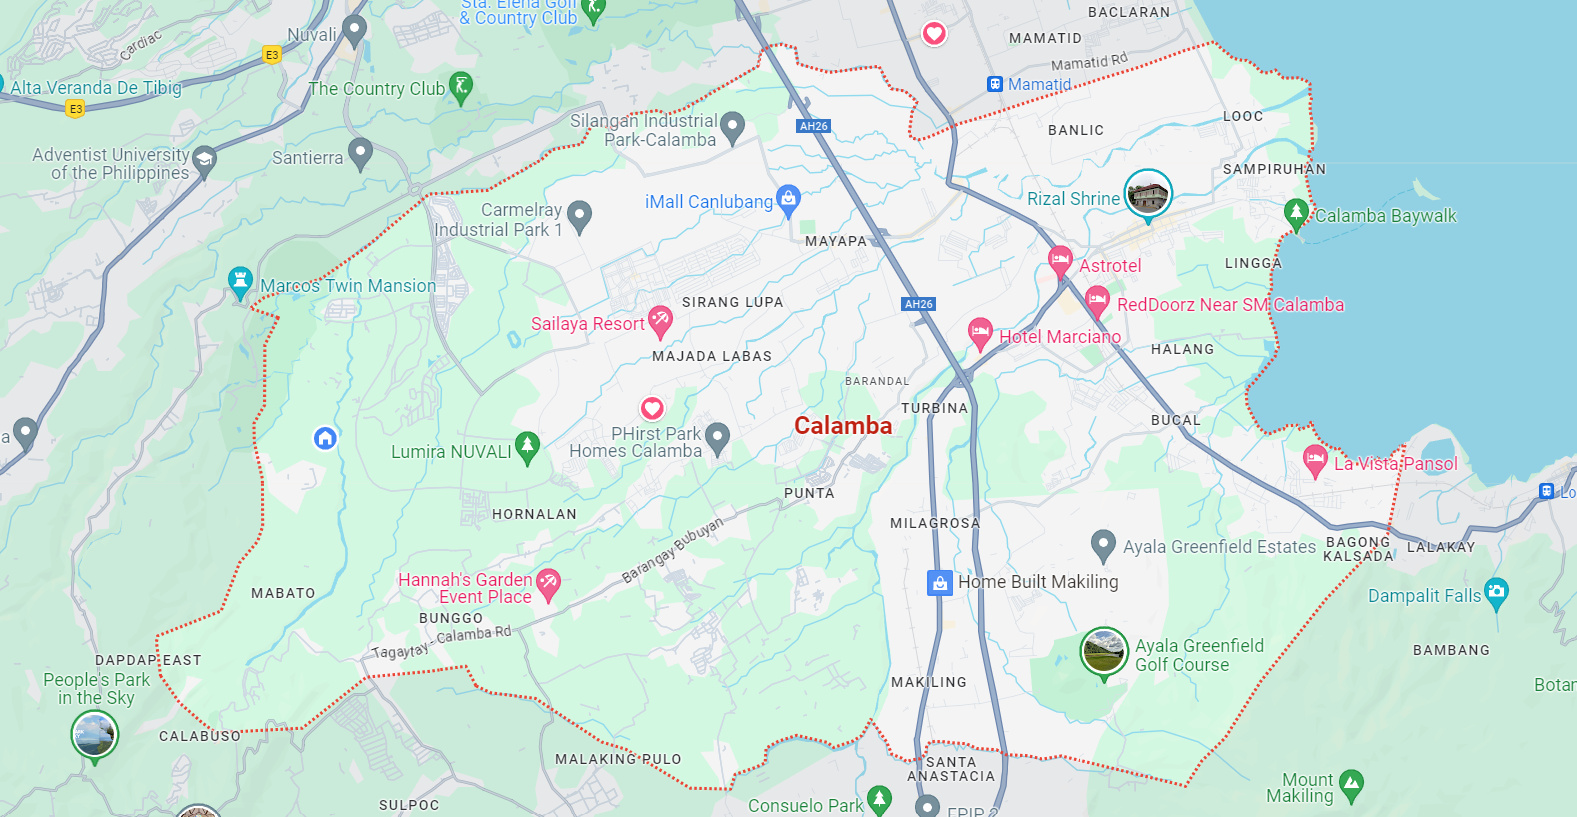 Sta. Elena Golf
& Country Club
BACLARAN
Nuvali
Cardiac
MAMATID
E3
Mamatid Rd
Alta Veranda De Tibig
The Country Club
Mamatid
E3
LOOC
Silangan Industrial
Park-Calamba
AH26
BANLIC
Adventist University
of the Philippines
Santierra
SAMPIRUHAN
iMall Canlubang
Rizal Shrine
Carmelray
Industrial Park 1
Calamba Baywalk
MAYAPA
LINGGA
Astrotel
Marcos Twin Mansion
SIRANG LUPA
AH26
RedDoorz Near SM Calamba
Sailaya Resort
Hotel Marciano
MAJADA LABAS
HALANG
BARANDAL
TURBINA
BUCAL
Calamba
a
PHirst Park
Homes Calamba
Lumira NUVALI
La Vista Pansol
PUNTA
Lo
HORNALAN
MILAGROSA
Barangay Bubuyan
BAGONG
KALSADA
LALAKAY
Ayala Greenfield Estates
Hannah's Garden
Event Place
Home Built Makiling
MABATO
Dampalit Falls
BUNGGO
Tagaytay - Calamba Rd
Ayala Greenfield
Golf Course
BAMBANG
DAPDAP EAST
People's Park
in the Sky
MAKILING
Botan
CALABUSO
MALAKING PULO
SANTA
ANASTACIA
Mount
Makiling
SULPOC
Consuelo Park
EPIP 2